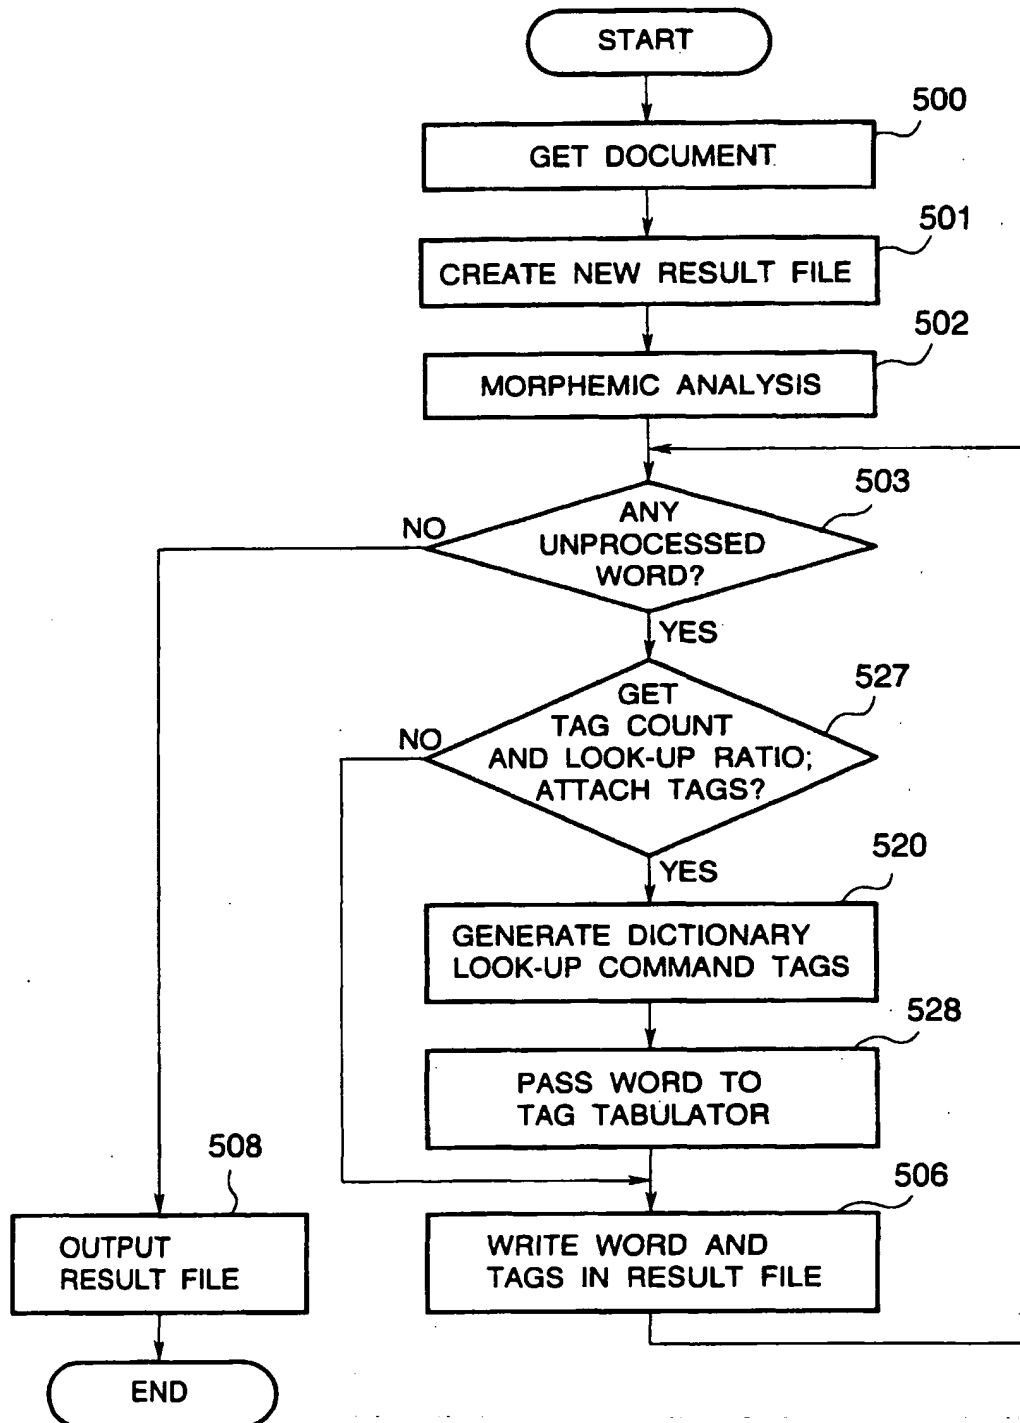 START
500
GET DOCUMENT
501
CREATE NEW RESULT FILE
502
MORPHEMIC ANALYSIS
503
ANY
UNPROCESSED
WORD?
NO
YES
527
GET
TAG COUNT
AND LOOK-UP RATIO;
ATTACH TAGS?
NO
YES
520
GENERATE DICTIONARY
LOOK-UP COMMAND TAGS
528
PASS WORD TO
TAG TABULATOR
506
WRITE WORD AND
TAGS IN RESULT FILE
508
OUTPUT
RESULT FILE
END